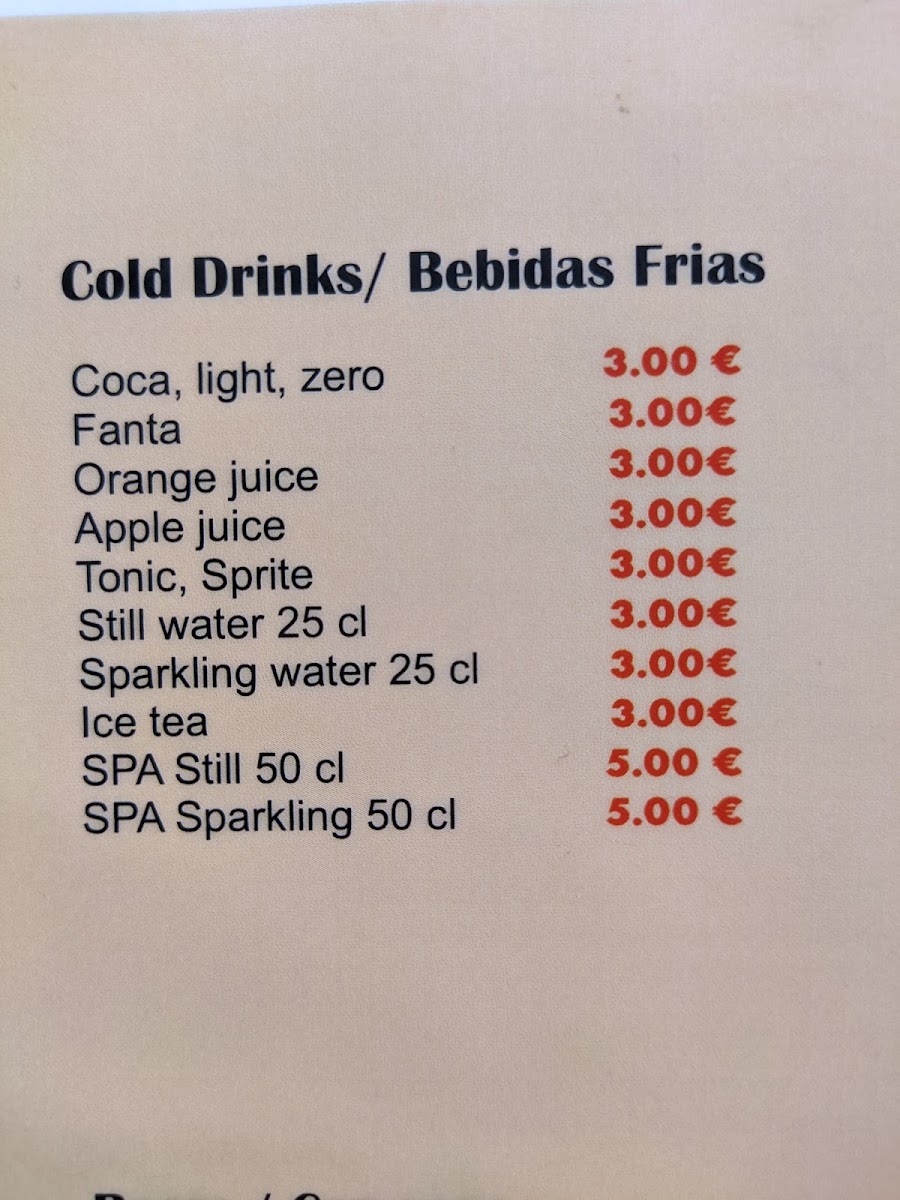 Cold Drinks/ Bebidas Frias
Coca, light, zero 3.00 €
Fanta 3.00€
Orange juice 3.00€
Apple juice 3.00€
Tonic, Sprite 3.00€
Still water 25 cl 3.00€
Sparkling water 25 cl 3.00€
Ice tea 3.00€
SPA Still 50 cl 5.00 €
SPA Sparkling 50 cl 5.00 €